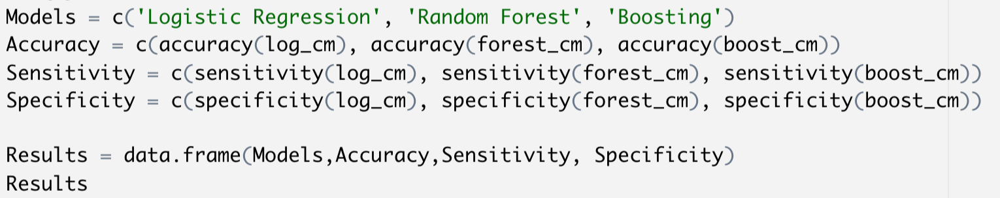 Models = c('Logistic Regression', 'Random Forest', 'Boosting')
Accuracy = c(accuracy(log_cm), accuracy(forest_cm), accuracy(boost_cm))
Sensitivity = c(sensitivity(log_cm), sensitivity(forest_cm), sensitivity(boost_cm))
Specificity = c(specificity(log_cm), specificity(forest_cm), specificity(boost_cm))
Results = data.frame(Models,Accuracy,Sensitivity, Specificity)
Results